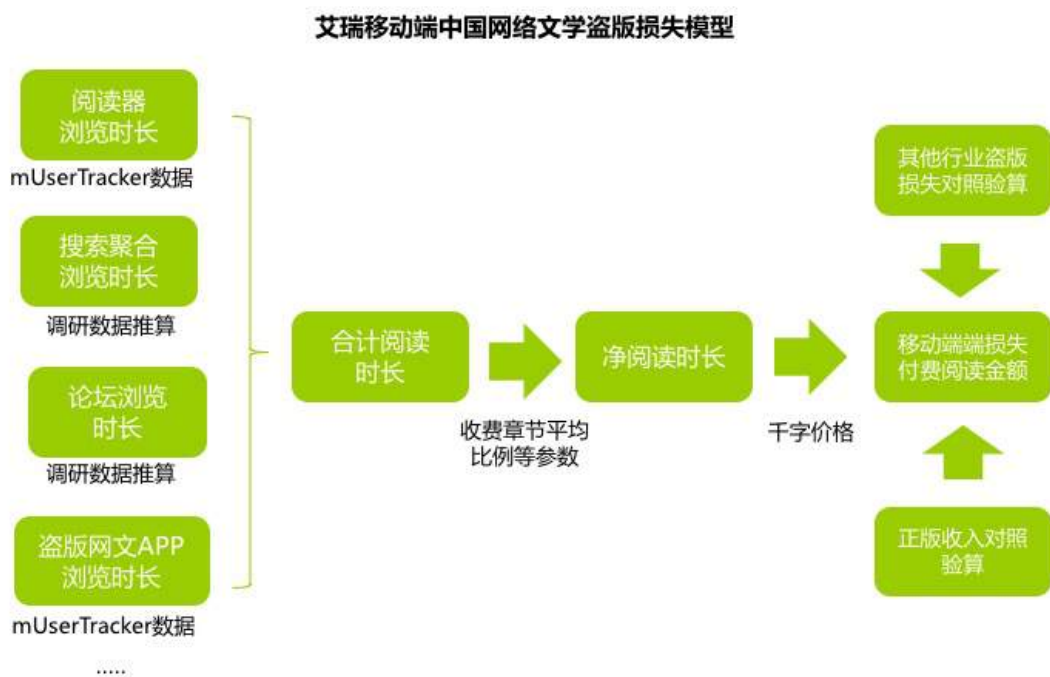 艾瑞移动端中国网络文学盗版损失模型
阅读器
浏览时长
mUserTracker数据
搜索聚合
浏览时长
调研数据推算
论坛浏览
时长
调研数据推算
盗版网文APP
浏览时长
mUserTracker数据
.....
合计阅读
时长
收费章节平均
比例等参数
净阅读时长
千字价格
其他行业盗版
损失对照验算
移动端端损失
付费阅读金额
正版收入对照
验算